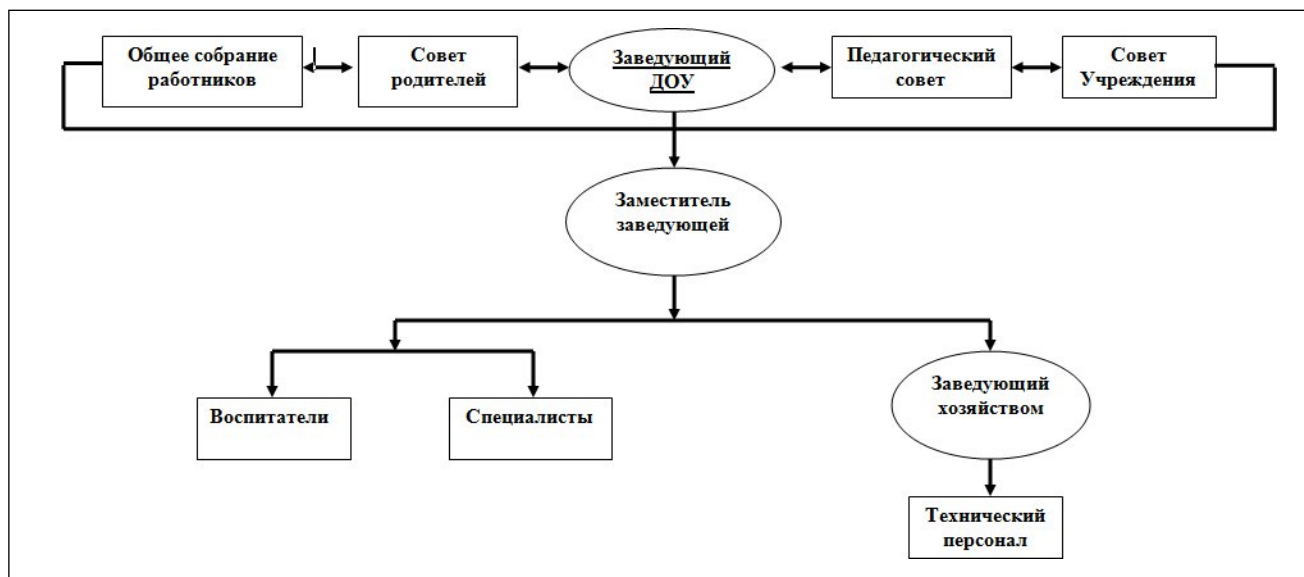 Общее собрание
работников
Совет
родителей
Заведующий
ДОУ
Педагогический
совет
Совет
Учреждения
Заместитель
заведующей
Воспитатели
Специалисты
Заведующий
хозяйством
Технический
персонал